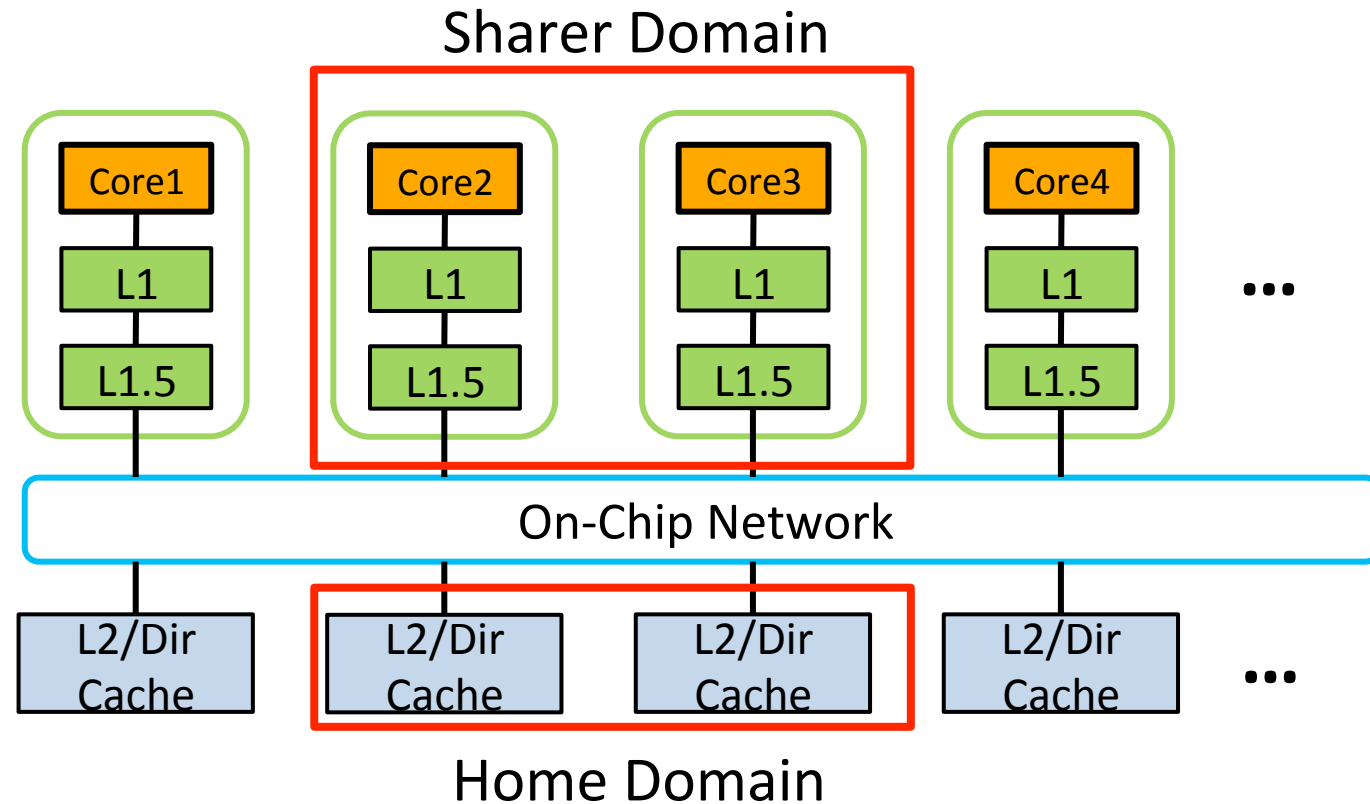 Sharer Domain
Core1
Core2
Core3
Core4
L1
L1
L1
L1
...
L1.5
L1.5
L1.5
L1.5
On-Chip Network
L2/Dir
Cache
L2/Dir
Cache
L2/Dir
Cache
L2/Dir
Cache
...
Home Domain